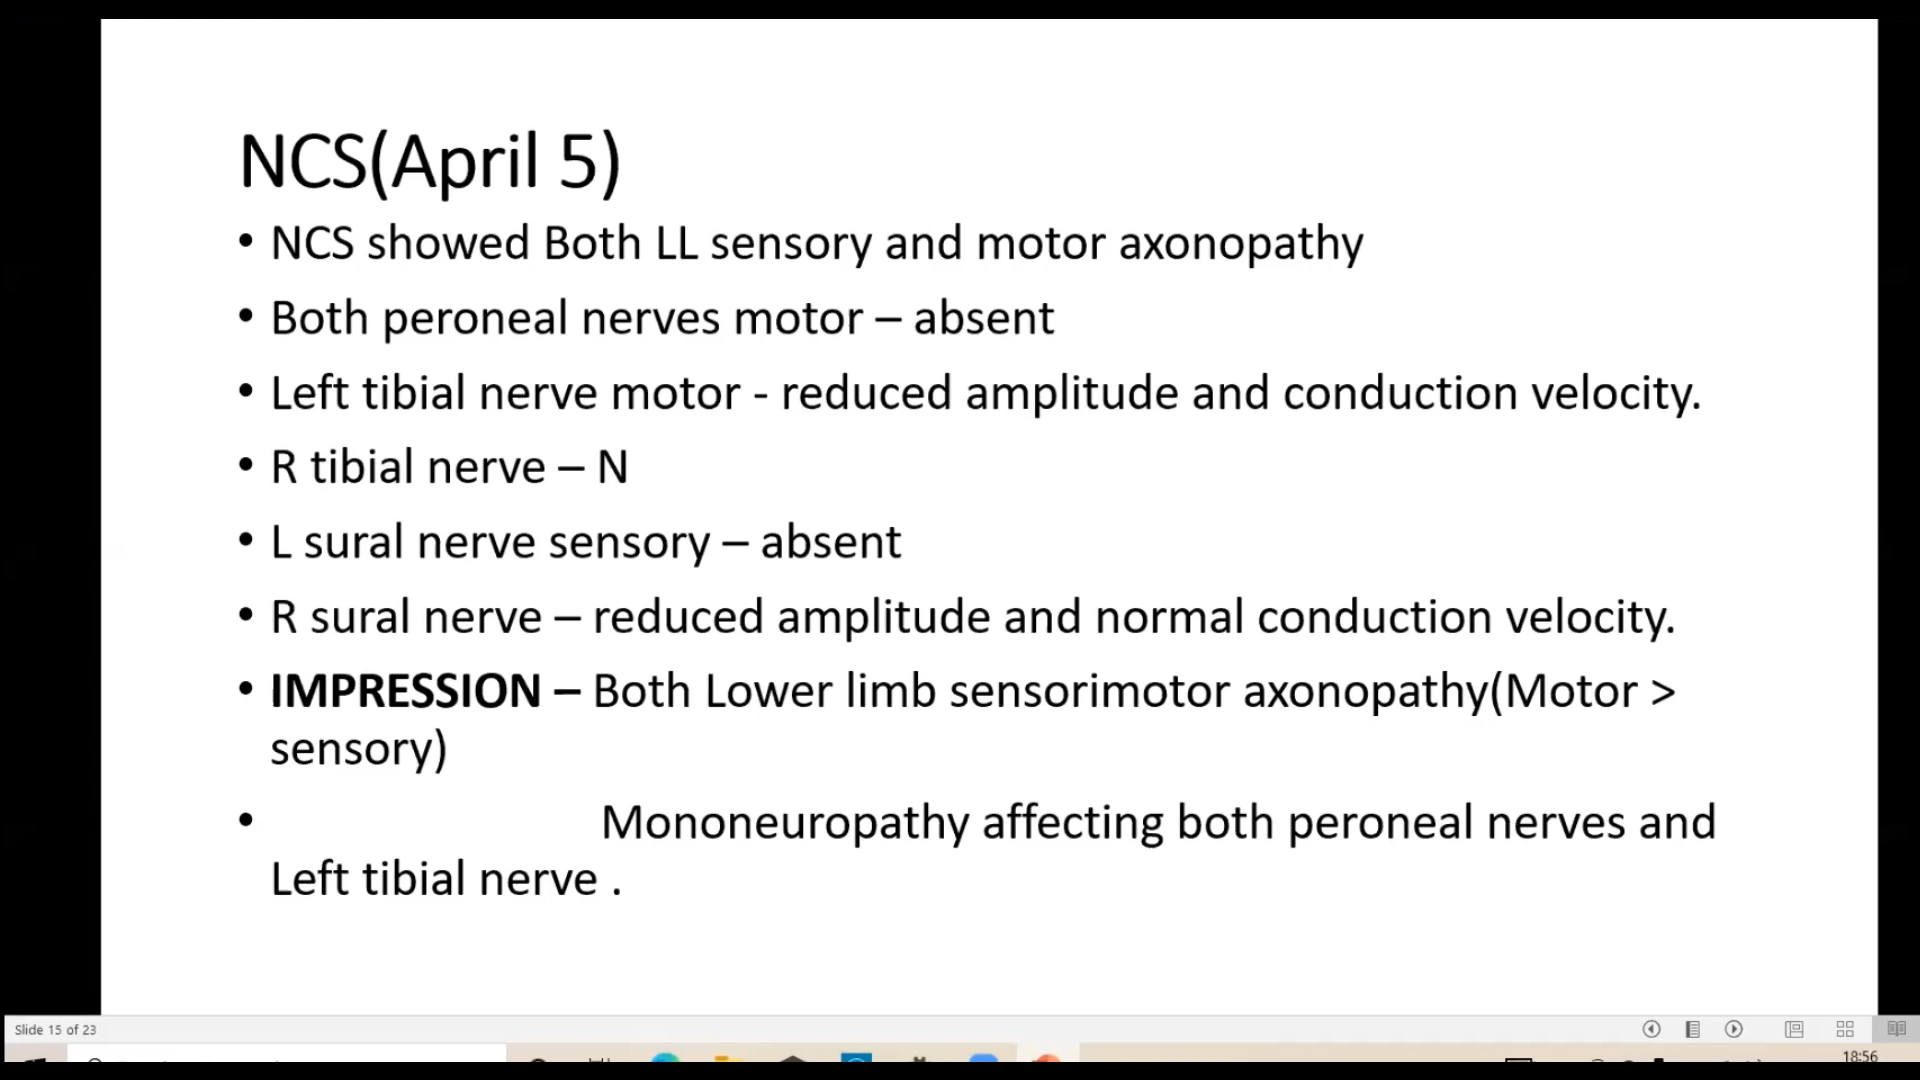 NCS(April 5)
• NCS showed Both LL sensory and motor axonopathy
• Both peroneal nerves motor – absent
• Left tibial nerve motor - reduced amplitude and conduction velocity.
• R tibial nerve – N
• L sural nerve sensory – absent
• R sural nerve – reduced amplitude and normal conduction velocity.
• IMPRESSION – Both Lower limb sensorimotor axonopathy(Motor >
sensory)
• Mononeuropathy affecting both peroneal nerves and
Left tibial nerve .
Slide 15 of 23
18:56